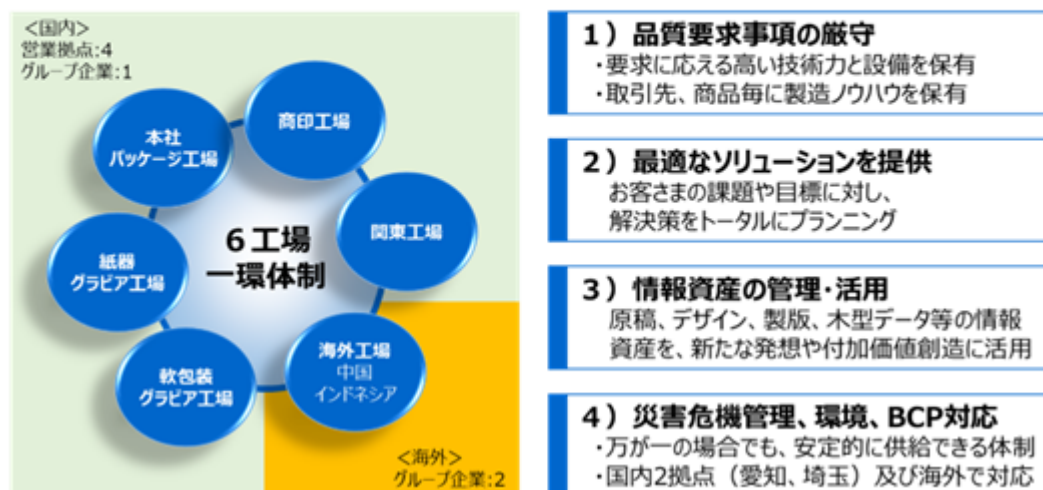 <国内>
営業拠点:4
グループ企業:1
商印工場
本社
パッケージ工場
関東工場
6工場
一環体制
紙器
グラビア工場
海外工場
中国
インドネシア
軟包装
グラビア工場
<海外>
グループ企業:2
1）品質要求事項の厳守
・要求に応える高い技術力と設備を保有
・取引先、商品毎に製造ノウハウを保有
2）最適なソリューションを提供
お客さまの課題や目標に対し、
解決策をトータルにプランニング
3）情報資産の管理・活用
原稿、デザイン、製版、木型データ等の情報
資産を、新たな発想や付加価値創造に活用
4）災害危機管理、環境、BCP対応
・万が一の場合でも、安定的に供給できる体制
・国内2拠点（愛知、埼玉）及び海外で対応